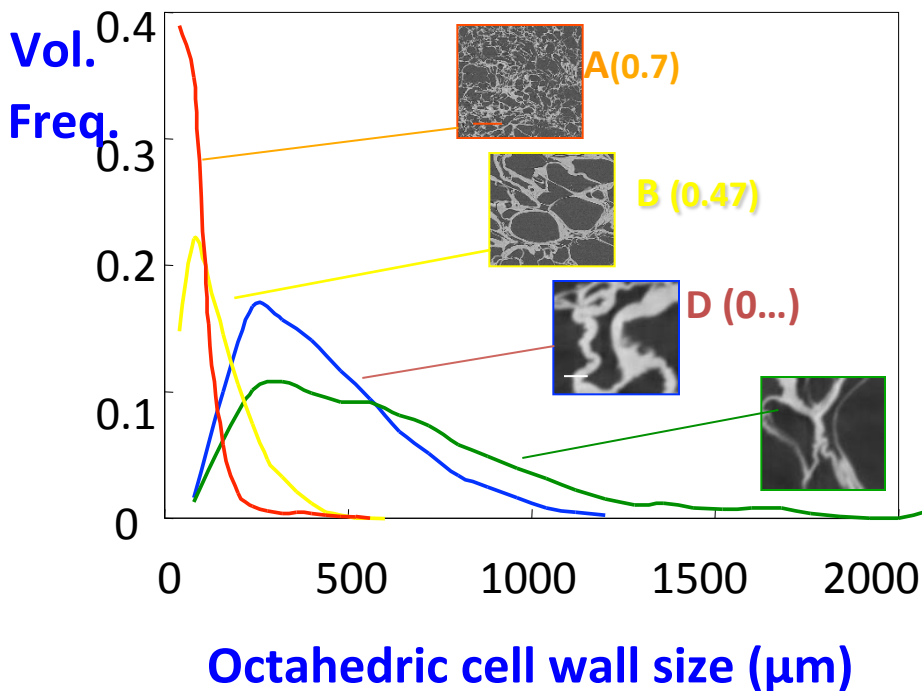 0.4
Vol.
A(0.7)
Freq.
0.3
B (0.47)
0.2
D (0...)
0.1
0
0 500 1000 1500 2000
Octahedric cell wall size (μm)